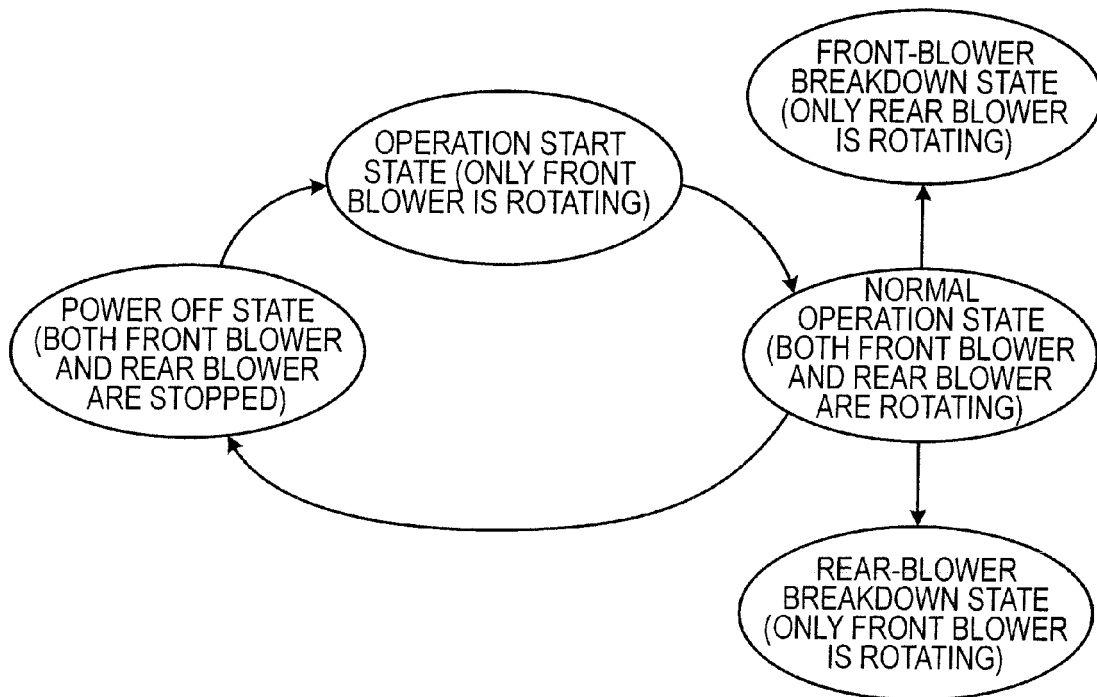 FRONT-BLOWER
BREAKDOWN STATE
(ONLY REAR BLOWER
IS ROTATING)
OPERATION START
STATE (ONLY FRONT
BLOWER IS ROTATING)
POWER OFF STATE
(BOTH FRONT BLOWER
AND REAR BLOWER
ARE STOPPED)
NORMAL
OPERATION STATE
(BOTH FRONT BLOWER
AND REAR BLOWER
ARE ROTATING)
REAR-BLOWER
BREAKDOWN STATE
(ONLY FRONT BLOWER
IS ROTATING)